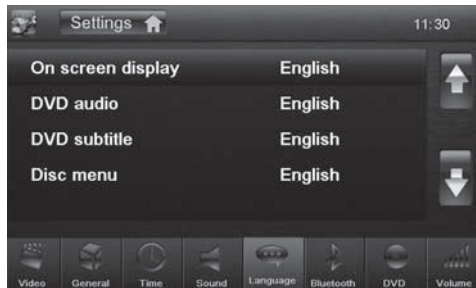 Settings 11:30
On screen display English
DVD audio English
DVD subtitle English
Disc menu English
Video General Time Sound Language Bluetooth DVD Volume